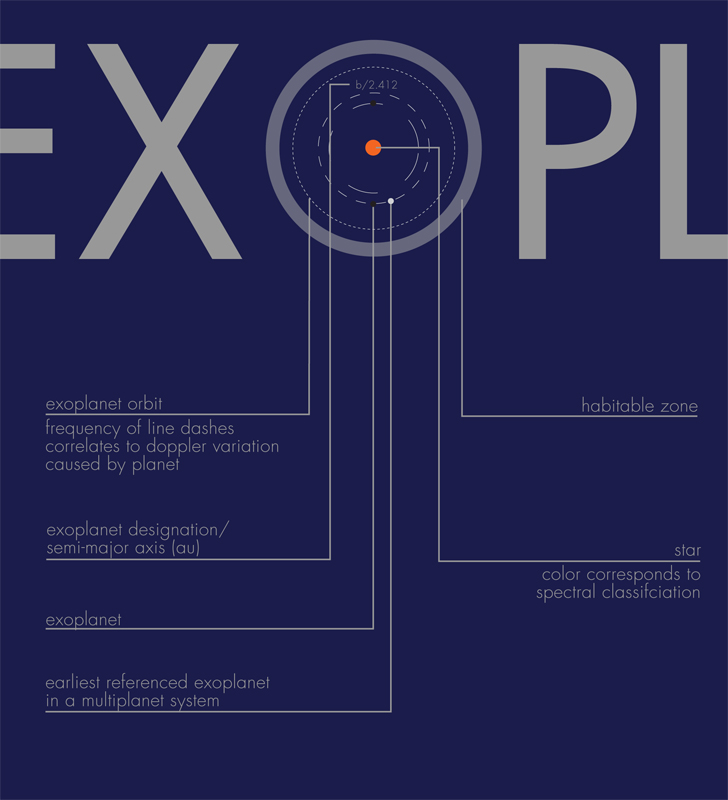 EXOPL
b/2.412
exoplanet orbit
frequency of line dashes
correlates to doppler variation
caused by planet
exoplanet designation/
semi-major axis (au)
exoplanet
earliest referenced exoplanet
in a multiplanet system
habitable zone
star
color corresponds to
spectral classifciation